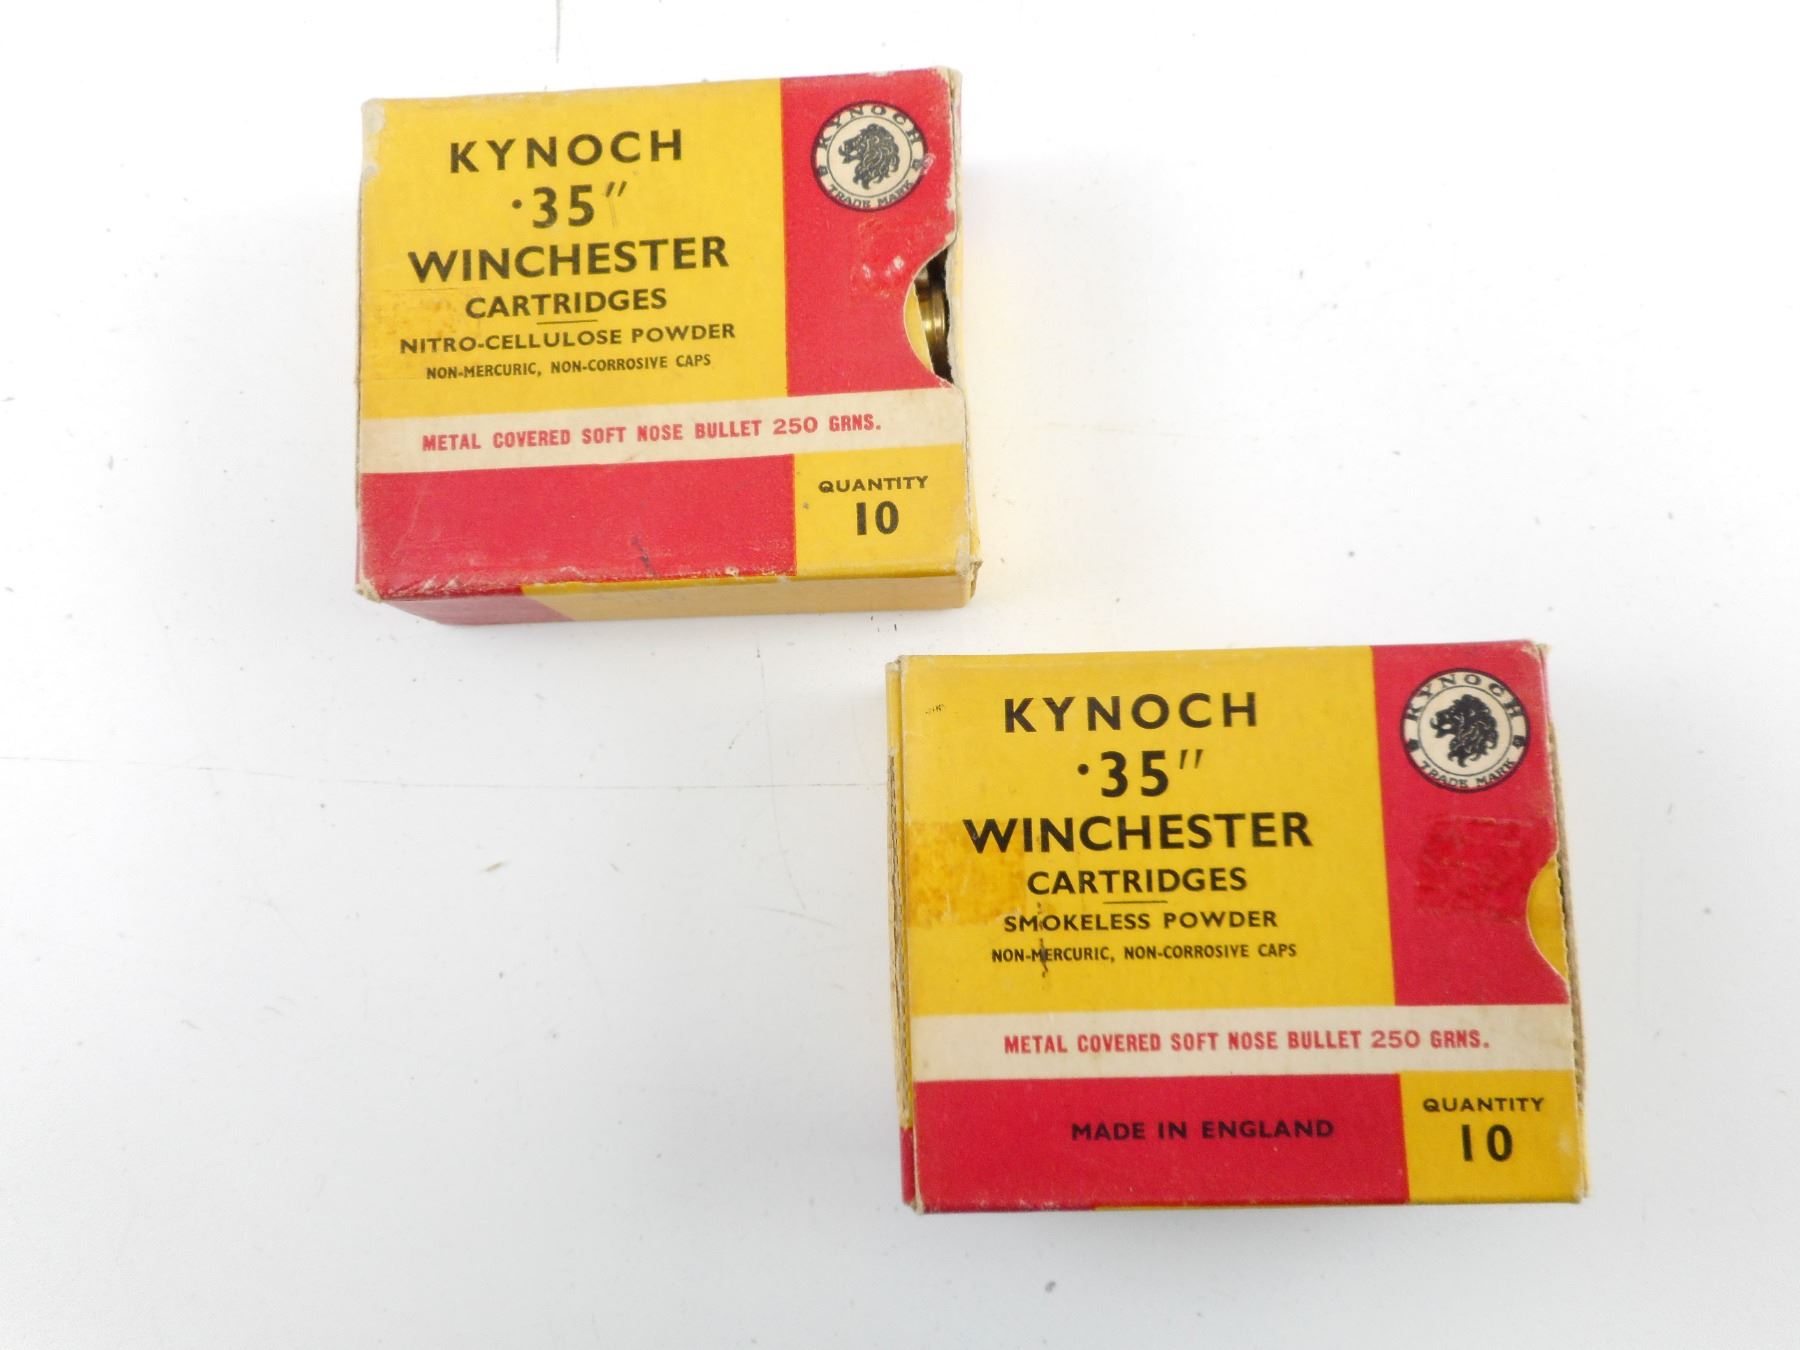 KYNOCH
·35"
WINCHESTER
CARTRIDGES
NITRO-CELLULOSE POWDER
NON-MERCURIC, NON-CORROSIVE CAPS
METAL COVERED SOFT NOSE BULLET 250 GRNS.
QUANTITY
10
KYNOCH
TRADE MARK
KYNOCH
·35"
WINCHESTER
CARTRIDGES
SMOKELESS POWDER
NON-MERCURIC, NON-CORROSIVE CAPS
METAL COVERED SOFT NOSE BULLET 250 GRNS.
MADE IN ENGLAND
QUANTITY
10
KYNOCH
TRADE MARK